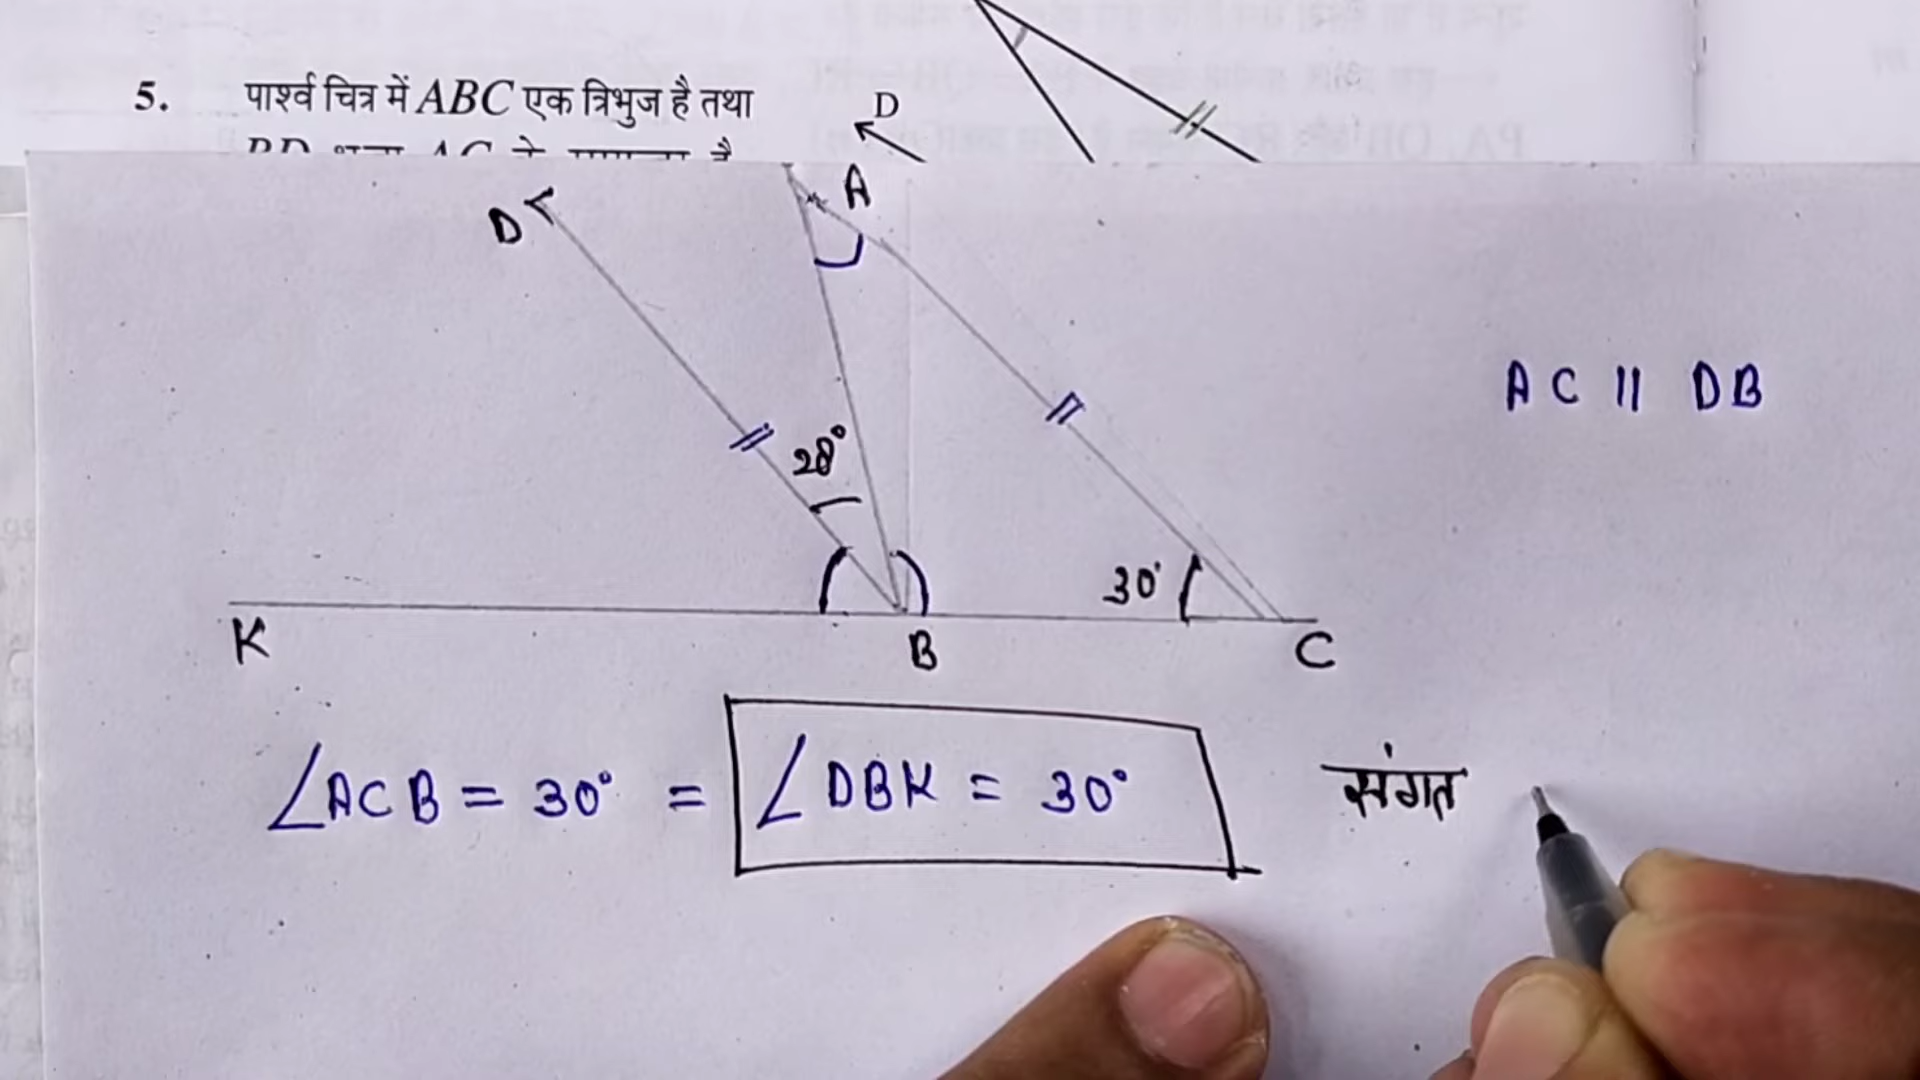 5. पार्श्व चित्र में ABC एक त्रिभुज है तथा
D
A
D
AC || DB
28°
30°
K
B
C
∠ACB = 30° = ∠DBK = 30° संगत